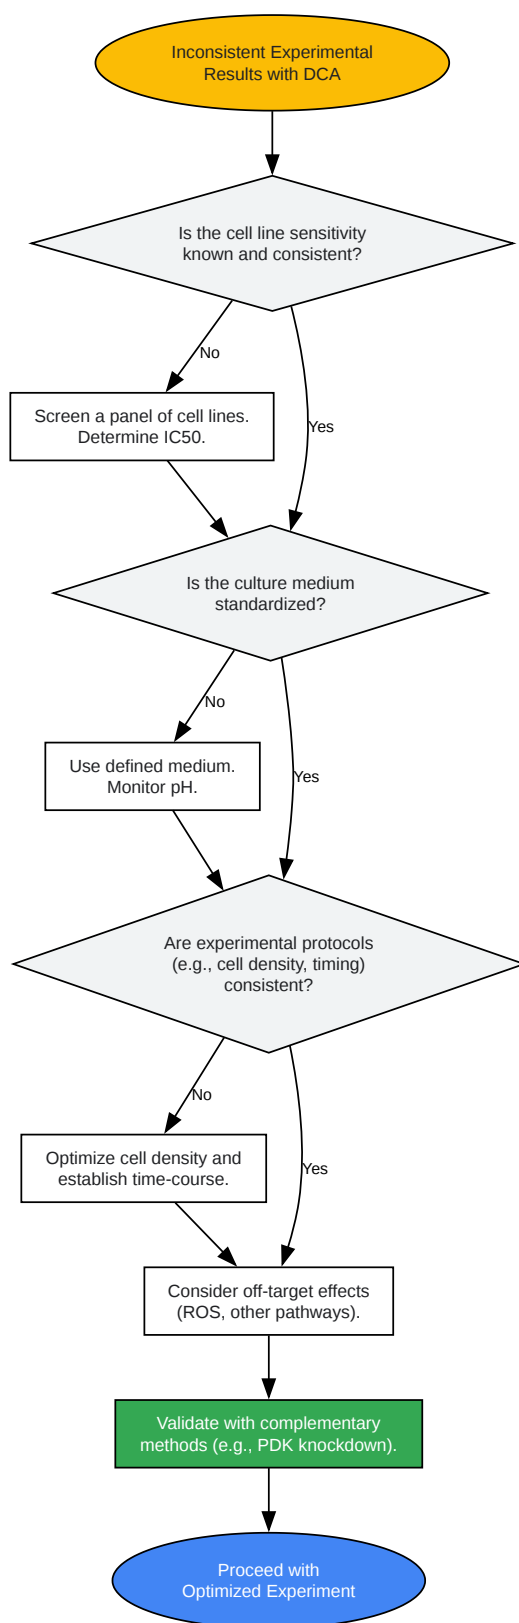 Inconsistent Experimental
Results with DCA
Is the cell line sensitivity
known and consistent?
No
Screen a panel of cell lines.
Determine IC50.
Yes
Is the culture medium
standardized?
No
Use defined medium.
Monitor pH.
Yes
Are experimental protocols
(e.g., cell density, timing)
consistent?
No
Optimize cell density and
establish time-course.
Yes
Consider off-target effects
(ROS, other pathways).
Validate with complementary
methods (e.g., PDK knockdown).
Proceed with
Optimized Experiment